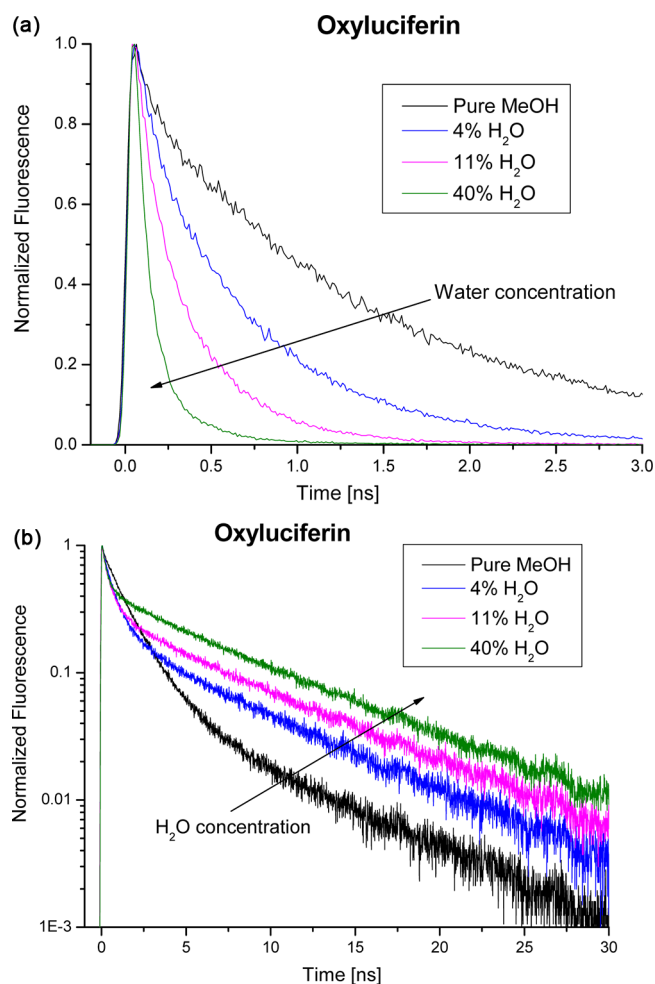 (a)
Oxyluciferin
1.0
0.8
0.6
0.4
0.2
0.0
Normalized Fluorescence
Pure MeOH
4% H₂O
11% H₂O
40% H₂O
Water concentration
0.0 0.5 1.0 1.5 2.0 2.5 3.0
Time [ns]
(b)
Oxyluciferin
1
0.1
0.01
1E-3
Normalized Fluorescence
Pure MeOH
4% H₂O
11% H₂O
40% H₂O
H₂O concentration
0 5 10 15 20 25 30
Time [ns]